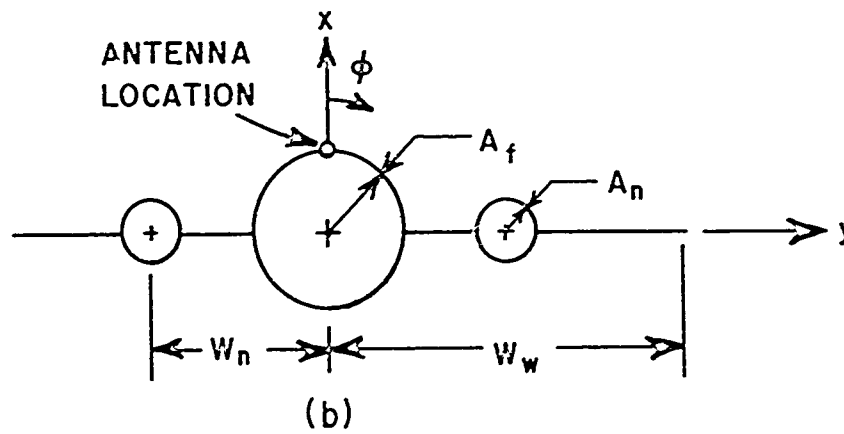 x
ANTENNA
LOCATION
ϕ
A_f
A_n
y
W_n
W_w
(b)